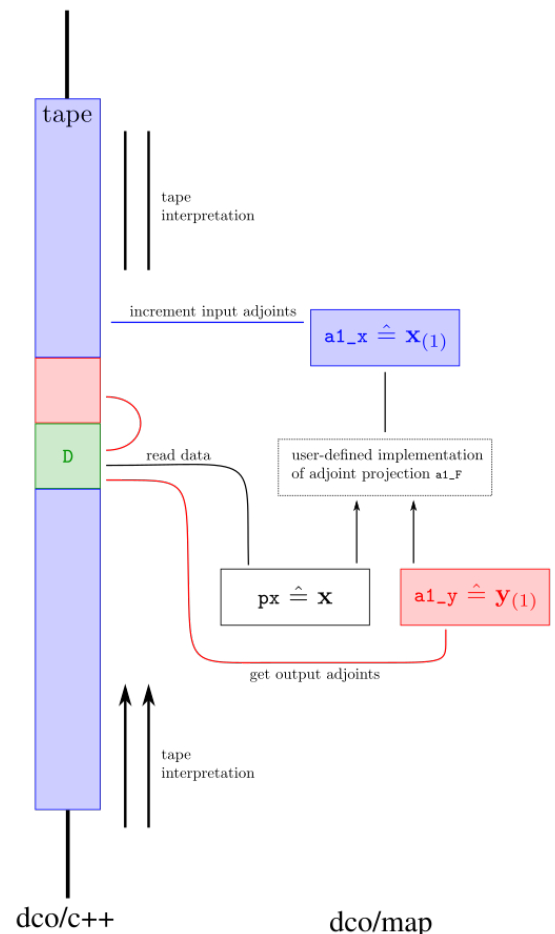 tape
tape
interpretation
increment input adjoints
a1_x ≙ x₍₁₎
user-defined implementation
of adjoint projection a1_F
D
read data
px ≙ x
a1_y ≙ y₍₁₎
get output adjoints
tape
interpretation
dco/c++
dco/map